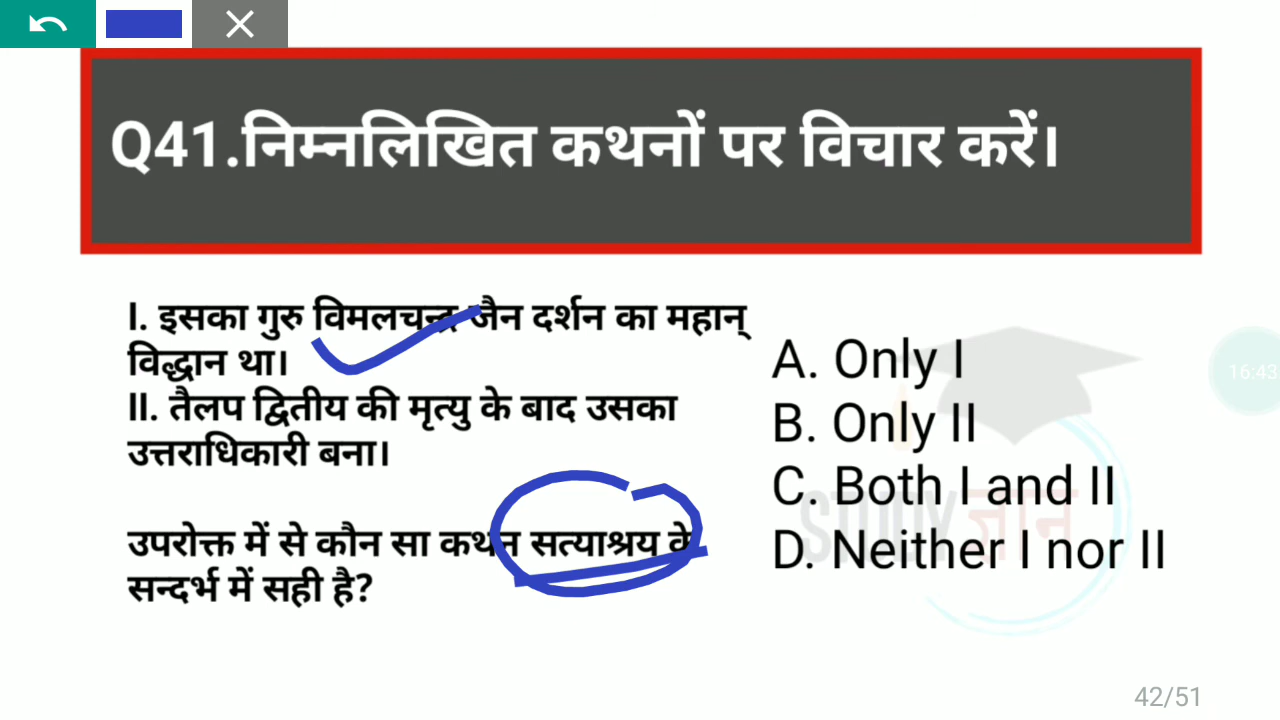 Q41.निम्नलिखित कथनों पर विचार करें।
I. इसका गुरु विमलचन्द्र जैन दर्शन का महान्
विद्धान था।
II. तैलप द्वितीय की मृत्यु के बाद उसका
उत्तराधिकारी बना।
उपरोक्त में से कौन सा कथन सत्याश्रय के
सन्दर्भ में सही है?
A. Only I
B. Only II
C. Both I and II
D. Neither I nor II
STUDY ज्ञान
16:43
42/51